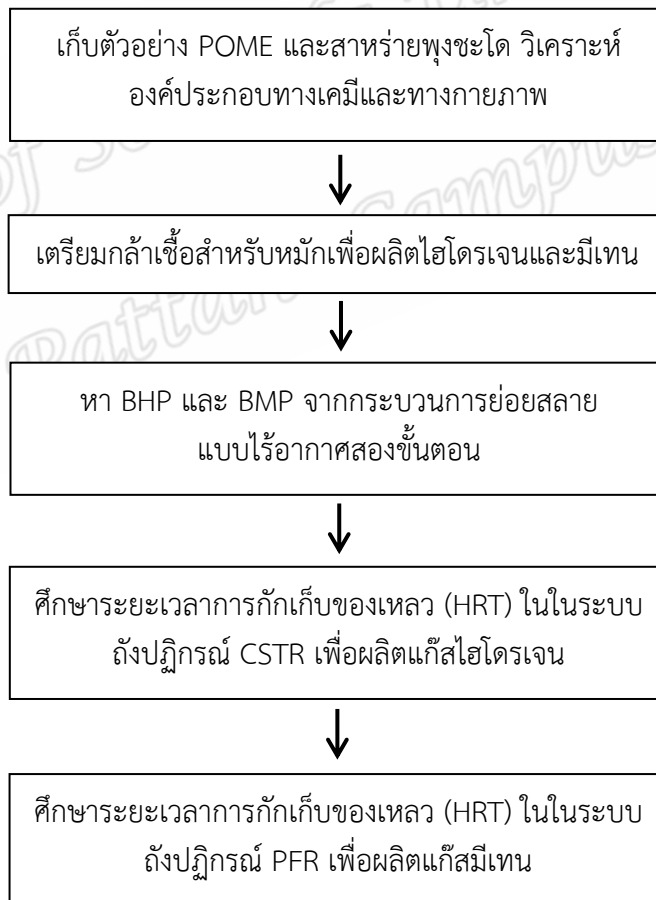 เก็บตัวอย่าง POME และสาหร่ายพุงชะโด วิเคราะห์
องค์ประกอบทางเคมีและทางกายภาพ
เตรียมกล้าเชื้อสำหรับหมักเพื่อผลิตไฮโดรเจนและมีเทน
หา BHP และ BMP จากกระบวนการย่อยสลาย
แบบไร้อากาศสองขั้นตอน
ศึกษาระยะเวลาการกักเก็บของเหลว (HRT) ในในระบบ
ถังปฏิกรณ์ CSTR เพื่อผลิตแก๊สไฮโดรเจน
ศึกษาระยะเวลาการกักเก็บของเหลว (HRT) ในในระบบ
ถังปฏิกรณ์ PFR เพื่อผลิตแก๊สมีเทน